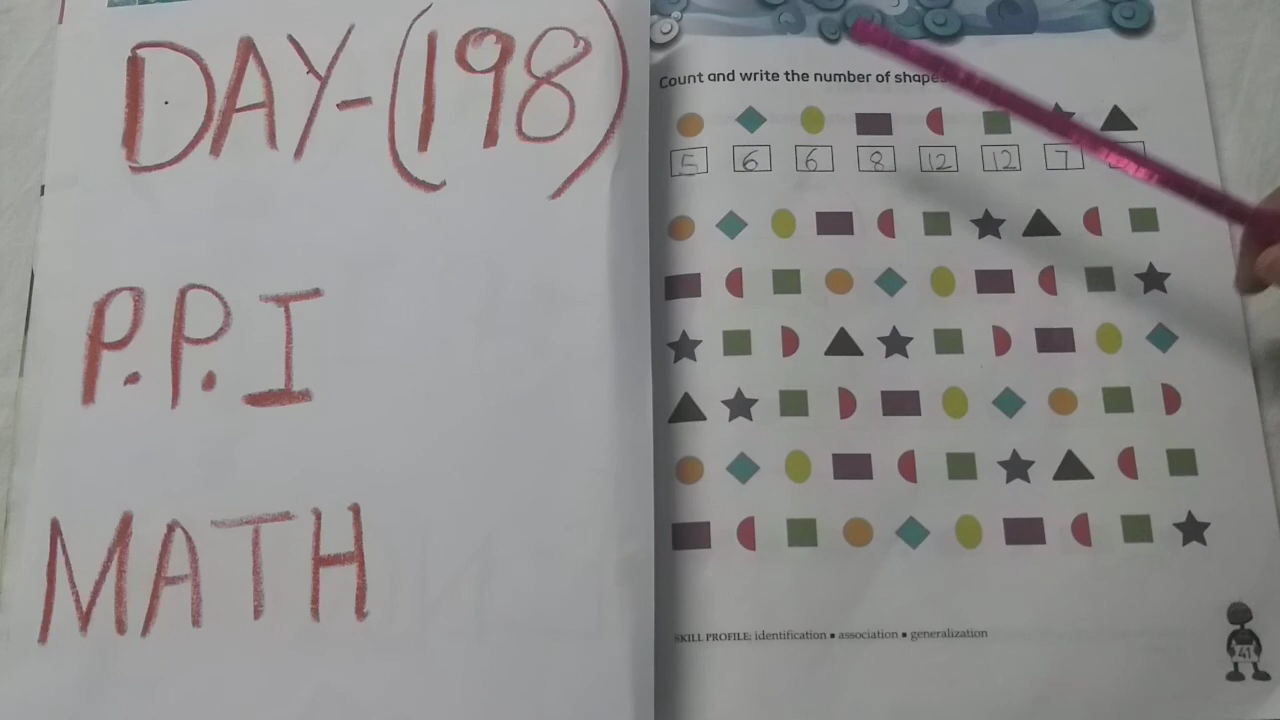 DAY-(198)
P.P.I
MATH
Count and write the number of shapes
5 6 6 8 12 12 7
SKILL PROFILE: identification ▪ association ▪ generalization
41